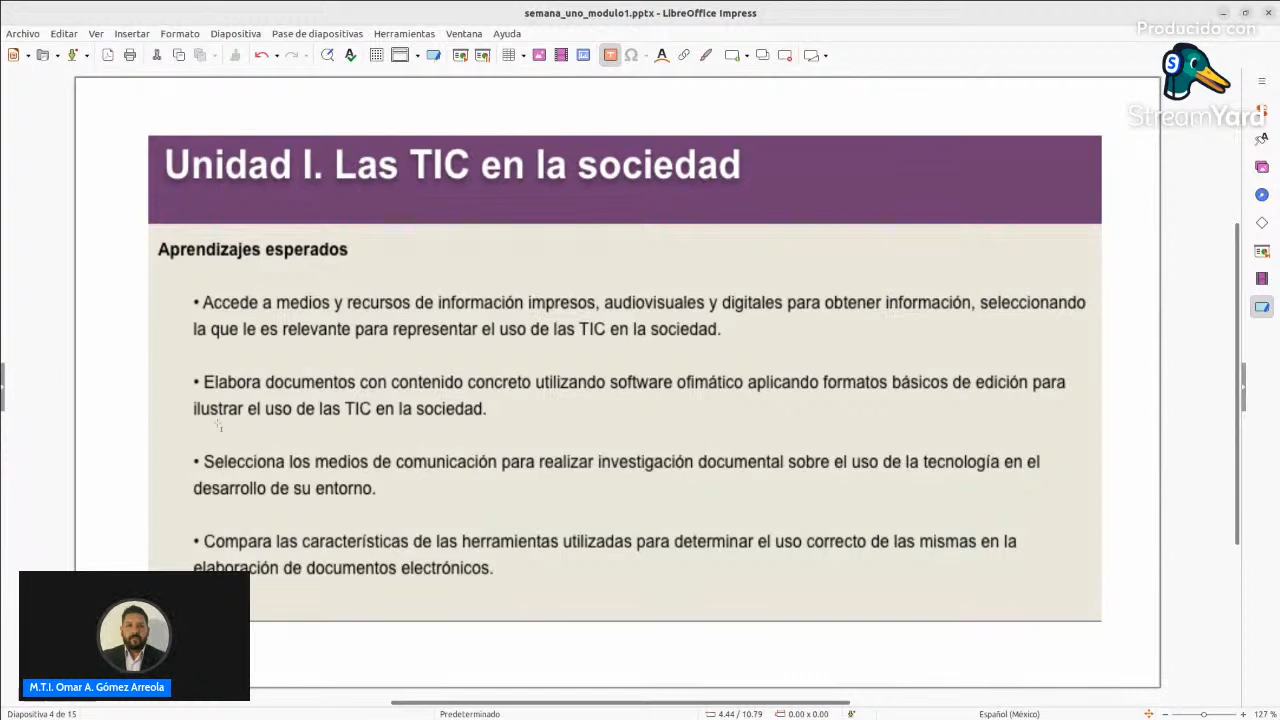 semana_uno_modulo1.pptx - LibreOffice Impress
Producido con
Archivo Editar Ver Insertar Formato Diapositiva Pase de diapositivas Herramientas Ventana Ayuda
S
StreamYard
Unidad I. Las TIC en la sociedad
Aprendizajes esperados
• Accede a medios y recursos de información impresos, audiovisuales y digitales para obtener información, seleccionando
la que le es relevante para representar el uso de las TIC en la sociedad.
• Elabora documentos con contenido concreto utilizando software ofimático aplicando formatos básicos de edición para
ilustrar el uso de las TIC en la sociedad.
• Selecciona los medios de comunicación para realizar investigación documental sobre el uso de la tecnología en el
desarrollo de su entorno.
• Compara las características de las herramientas utilizadas para determinar el uso correcto de las mismas en la
elaboración de documentos electrónicos.
M.T.I. Omar A. Gómez Arreola
Diapositiva 4 de 15 Predeterminado 4.44 / 10.79 0.00 x 0.00 Español (México) 127 %